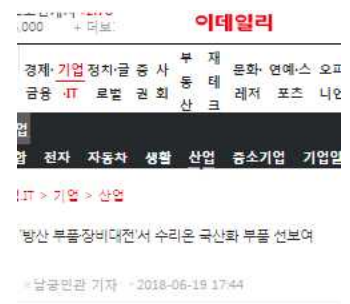 .000 + 더보
이데일리
경제· 기업 정치·글 증 사 부 재 문화· 연예·스 오피
금융 ·IT 로벌 권 회 동 테 레저 포츠 니언
산 크
업
전자 자동차 생활 산업 중소기업 기업일
IT > 기업 > 산업
'방산 부품·장비대전'서 수리온 국산화 부품 선보여
남궁민관 기자 2018-06-19 17:44